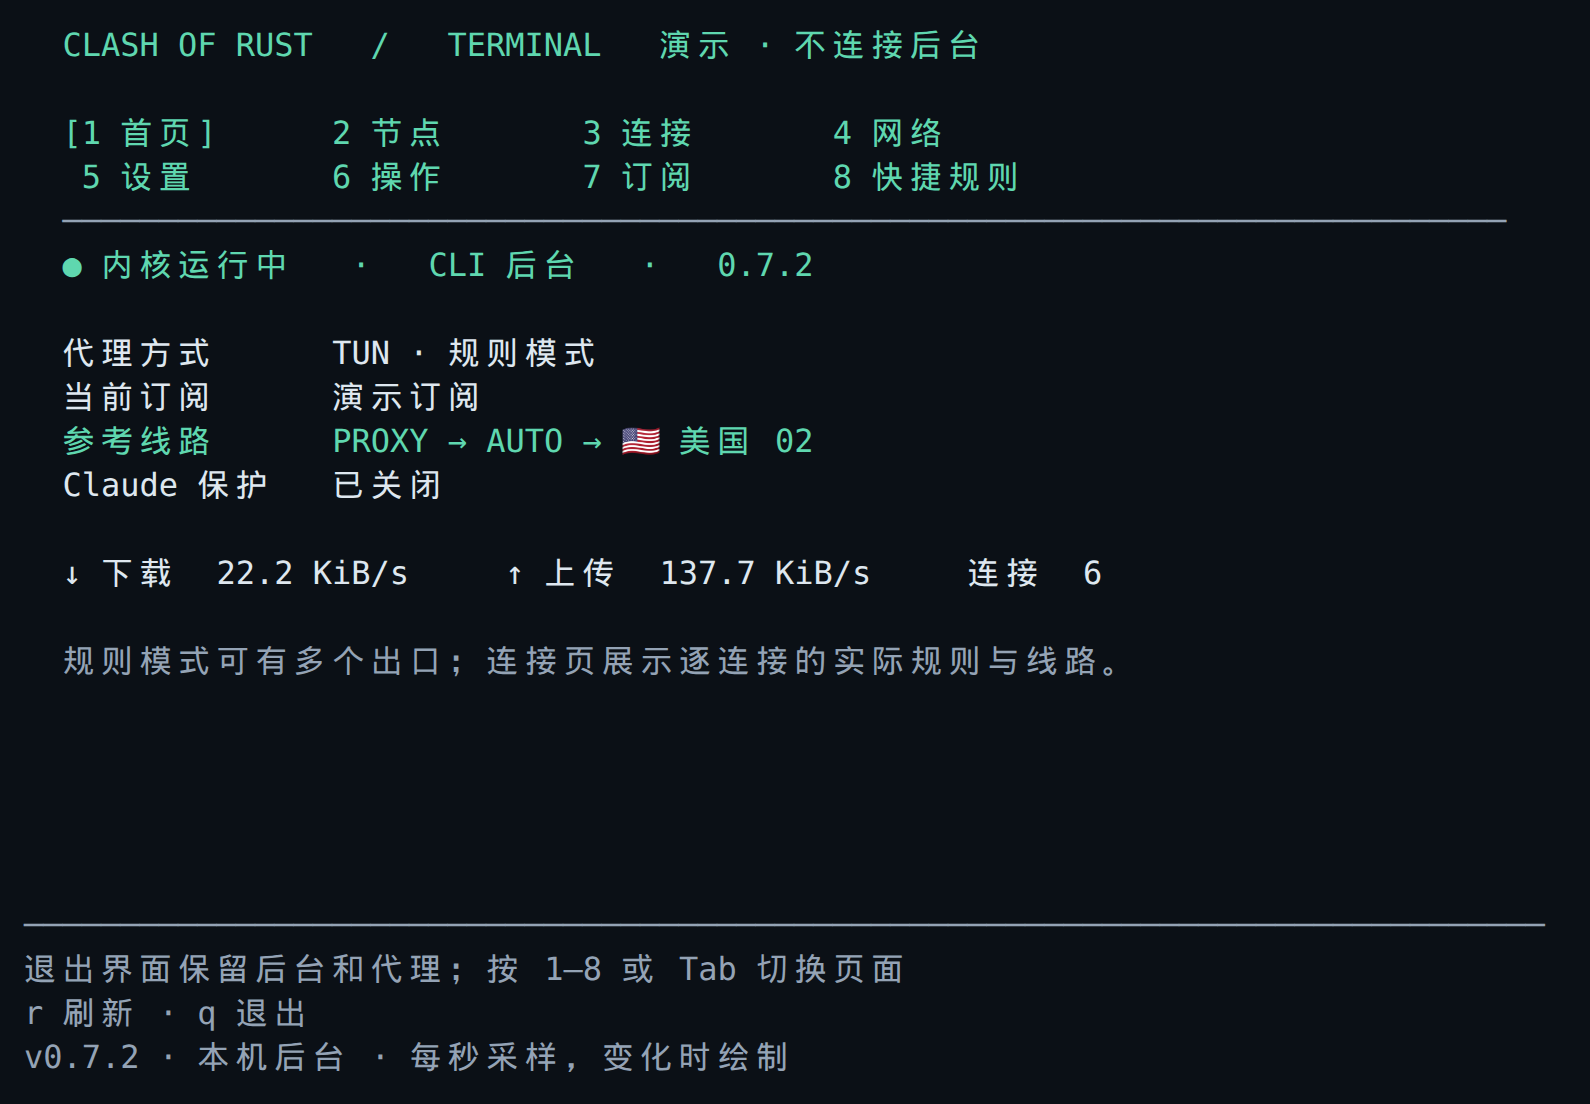 CLASH OF RUST / TERMINAL 演示 · 不连接后台
[1 首页] 2 节点 3 连接 4 网络
5 设置 6 操作 7 订阅 8 快捷规则
● 内核运行中 · CLI 后台 · 0.7.2
代理方式 TUN · 规则模式
当前订阅 演示订阅
参考线路 PROXY → AUTO → 🇺🇸 美国 02
Claude 保护 已关闭
↓ 下载 22.2 KiB/s ↑ 上传 137.7 KiB/s 连接 6
规则模式可有多个出口；连接页展示逐连接的实际规则与线路。
退出界面保留后台和代理；按 1–8 或 Tab 切换页面
r 刷新 · q 退出
v0.7.2 · 本机后台 · 每秒采样，变化时绘制